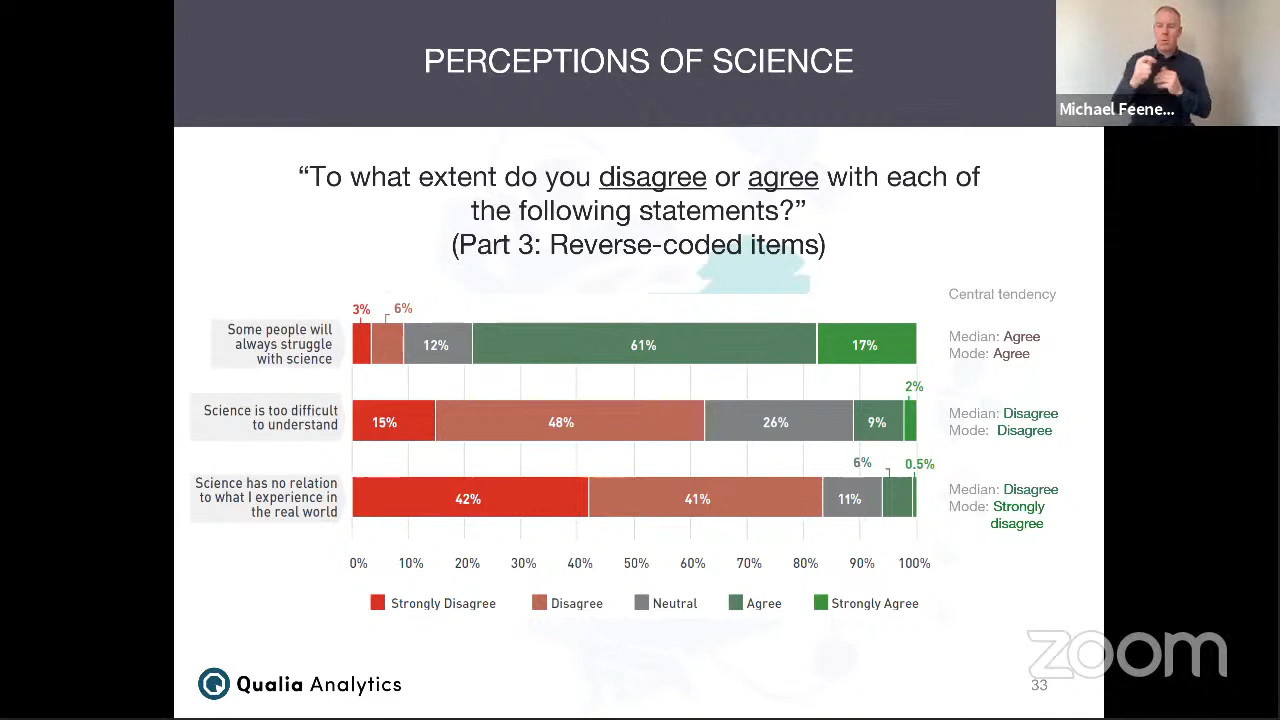 PERCEPTIONS OF SCIENCE
Michael Feene...
“To what extent do you disagree or agree with each of
the following statements?”
(Part 3: Reverse-coded items)
Central tendency
3%
6%
Some people will
always struggle
with science
12%
61%
17%
Median: Agree
Mode: Agree
2%
Science is too difficult
to understand
15%
48%
26%
9%
Median: Disagree
Mode: Disagree
6%
0.5%
Science has no relation
to what I experience in
the real world
42%
41%
11%
Median: Disagree
Mode: Strongly
disagree
0% 10% 20% 30% 40% 50% 60% 70% 80% 90% 100%
Strongly Disagree Disagree Neutral Agree Strongly Agree
zoom
Qualia Analytics
33